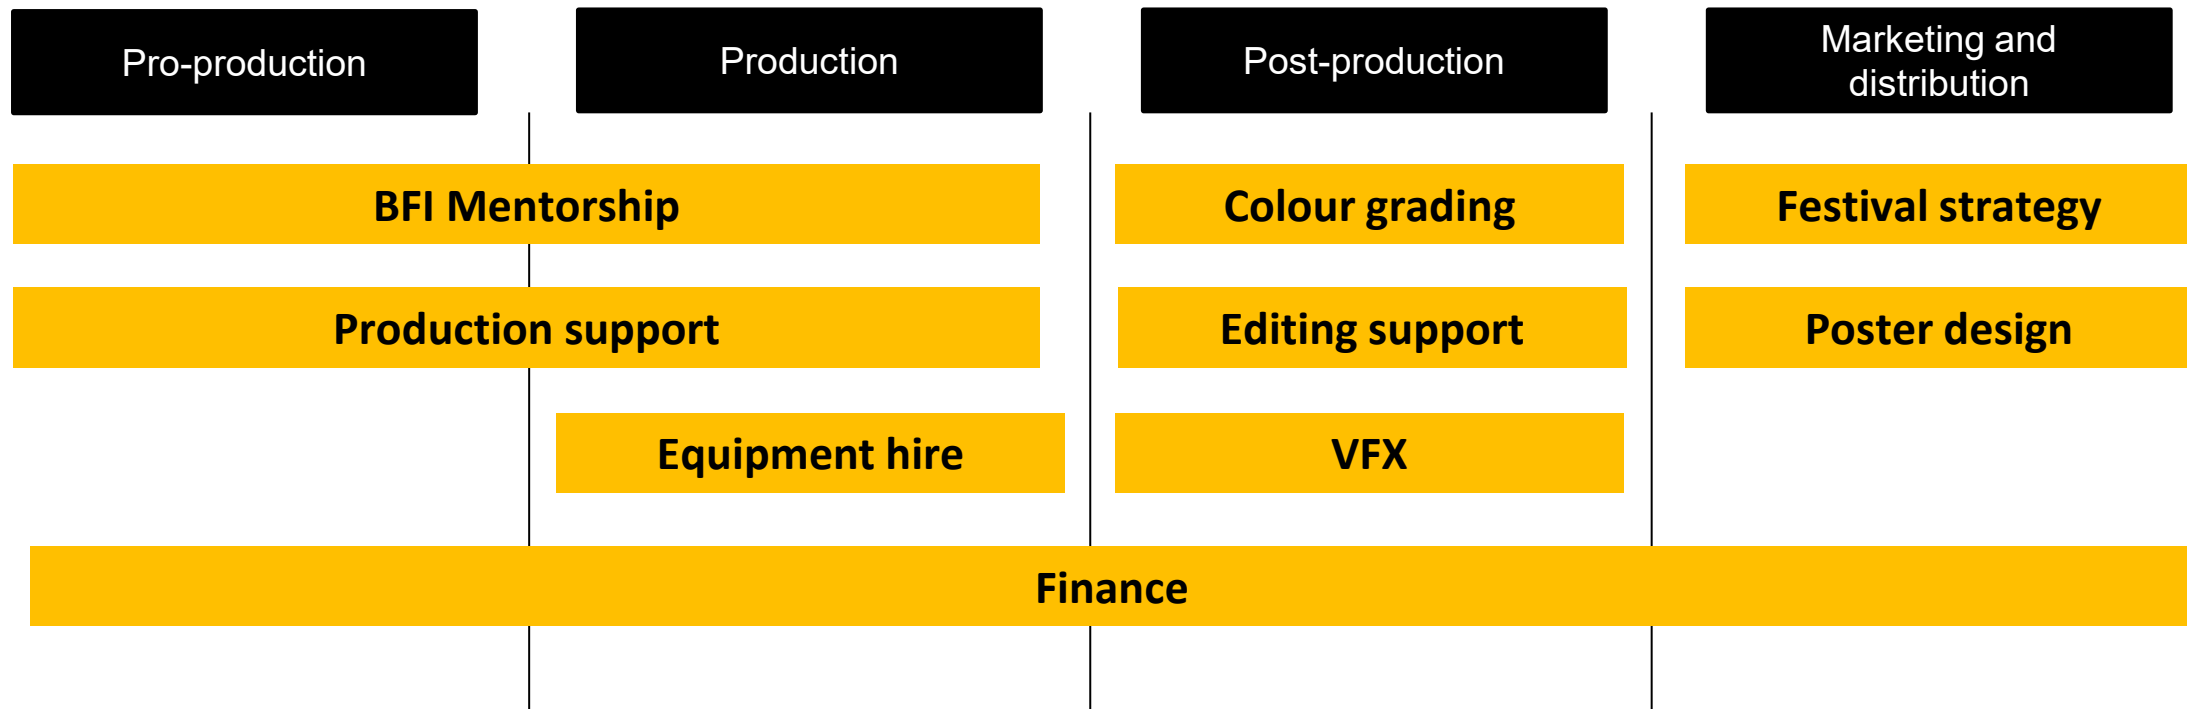 Pro-production
Production
Post-production
Marketing and
distribution
BFI Mentorship
Colour grading
Festival strategy
Production support
Editing support
Poster design
Equipment hire
VFX
Finance